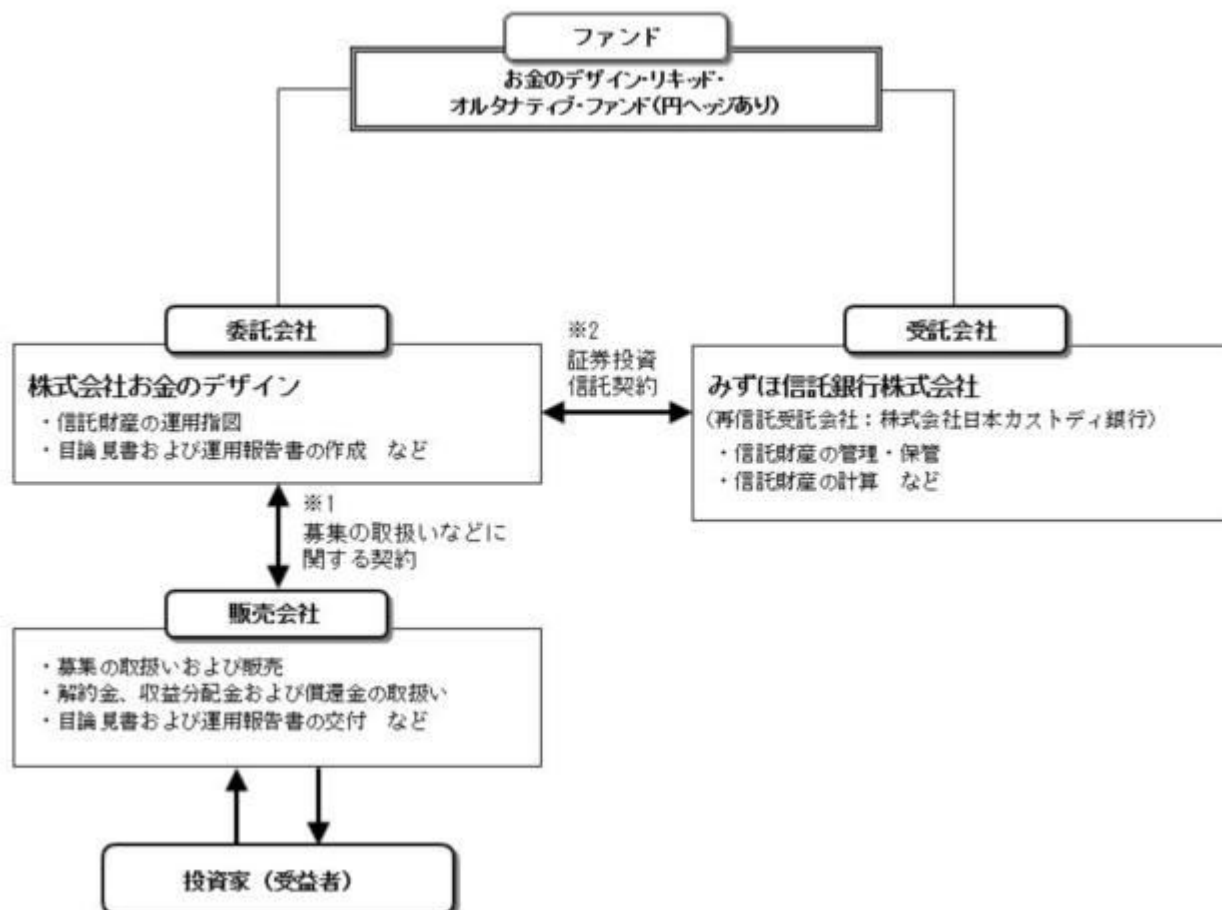 ファンド
お金のデザイン・リキッド・
オルタナティブ・ファンド(円ヘッジあり)
委託会社
株式会社お金のデザイン
・信託財産の運用指図
・目論見書および運用報告書の作成　など
※2
証券投資
信託契約
受託会社
みずほ信託銀行株式会社
(再信託受託会社：株式会社日本カストディ銀行)
・信託財産の管理・保管
・信託財産の計算　など
※1
募集の取扱いなどに
関する契約
販売会社
・募集の取扱いおよび販売
・解約金、収益分配金および償還金の取扱い
・目論見書および運用報告書の交付　など
投資家（受益者）